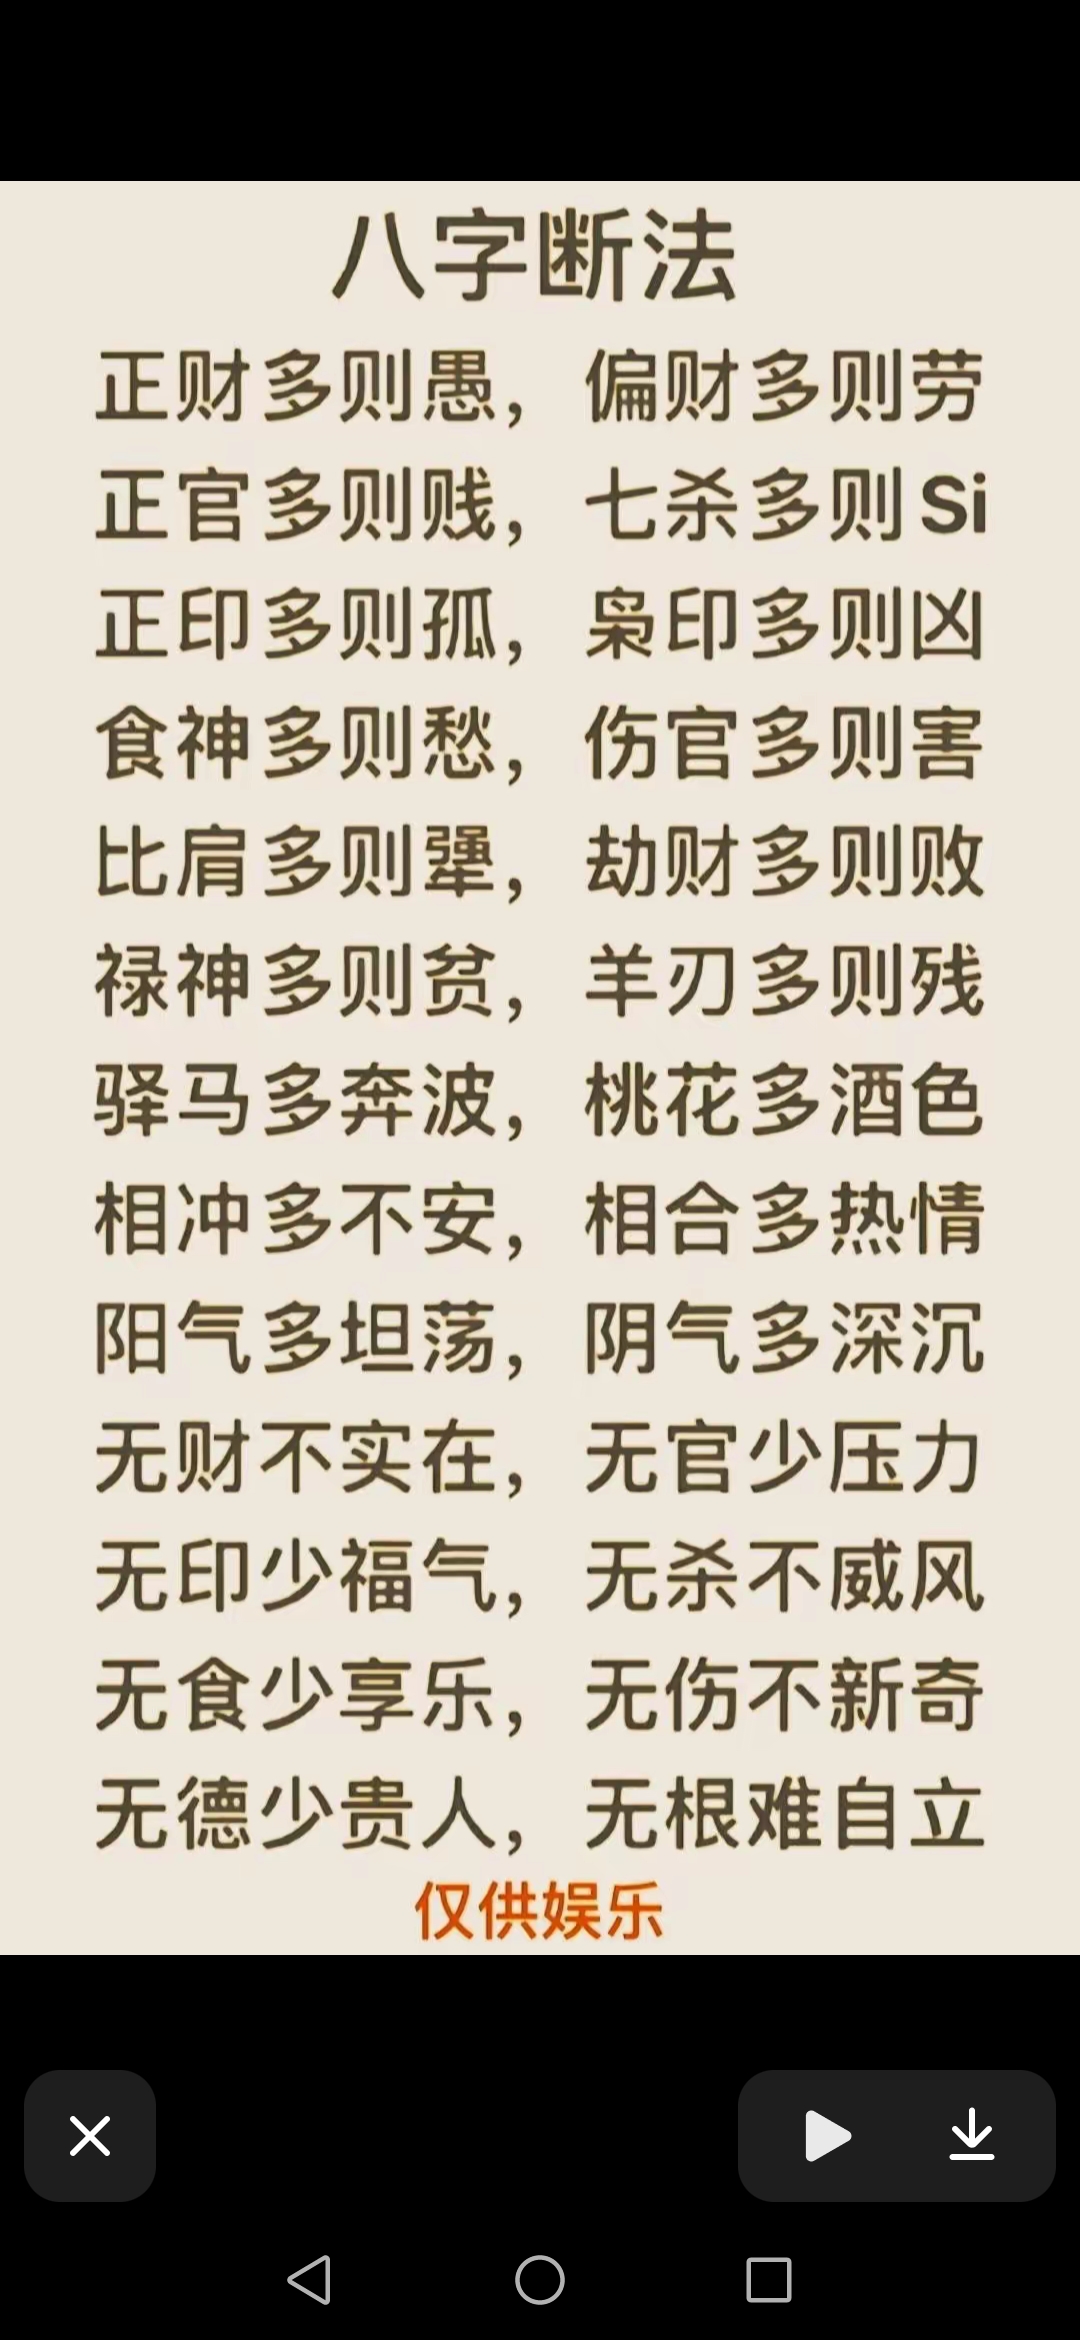 八字断法
正财多则愚，偏财多则劳
正官多则贱，七杀多则Si
正印多则孤，枭印多则凶
食神多则愁，伤官多则害
比肩多则犟，劫财多则败
禄神多则贫，羊刃多则残
驿马多奔波，桃花多酒色
相冲多不安，相合多热情
阳气多坦荡，阴气多深沉
无财不实在，无官少压力
无印少福气，无杀不威风
无食少享乐，无伤不新奇
无德少贵人，无根难自立
仅供娱乐